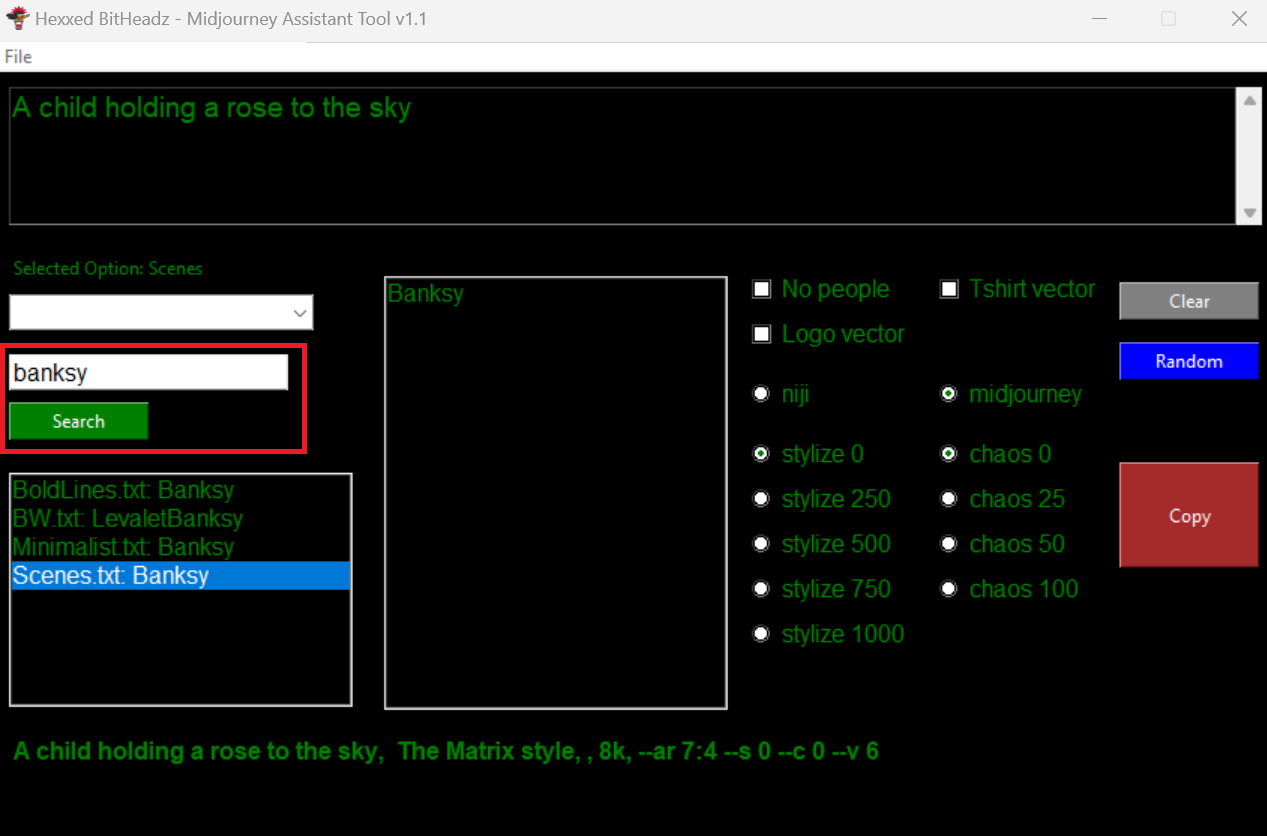 Hexxed BitHeadz - Midjourney Assistant Tool v1.1
File
A child holding a rose to the sky
Selected Option: Scenes
banksy
Search
BoldLines.txt: Banksy
BW.txt: LevaletBanksy
Minimalist.txt: Banksy
Scenes.txt: Banksy
Banksy
No people
Tshirt vector
Logo vector
niji
midjourney
stylize 0
chaos 0
stylize 250
chaos 25
stylize 500
chaos 50
stylize 750
chaos 100
stylize 1000
Clear
Random
Copy
A child holding a rose to the sky,  The Matrix style, , 8k, --ar 7:4 --s 0 --c 0 --v 6